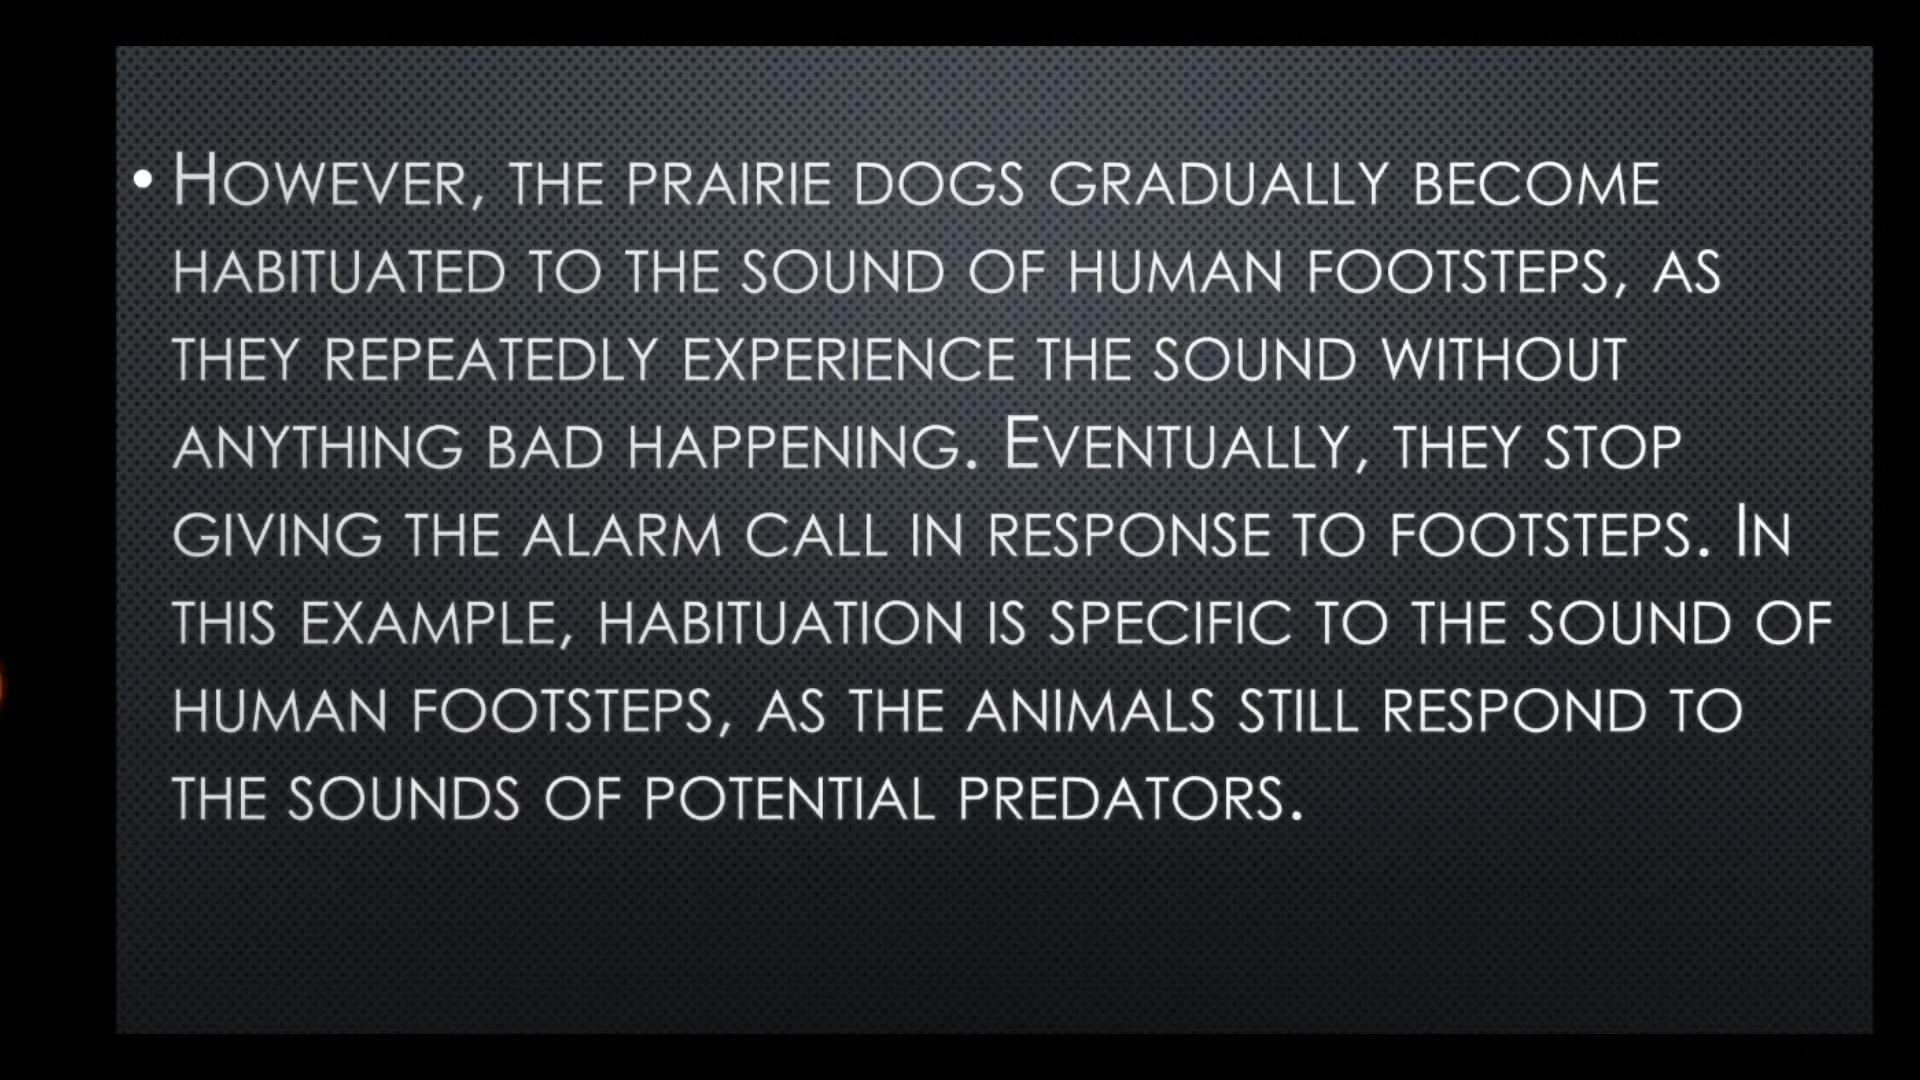 • However, the prairie dogs gradually become
habituated to the sound of human footsteps, as
they repeatedly experience the sound without
anything bad happening. Eventually, they stop
giving the alarm call in response to footsteps. In
this example, habituation is specific to the sound of
human footsteps, as the animals still respond to
the sounds of potential predators.